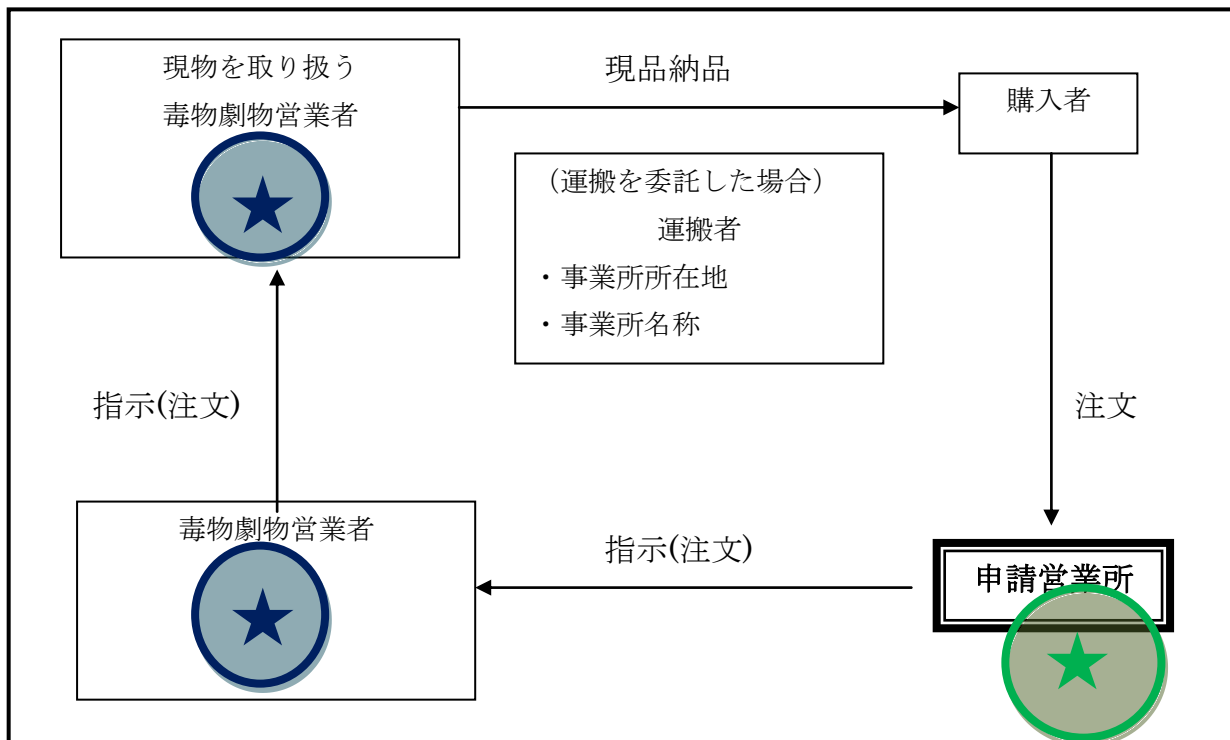 現物を取り扱う
毒物劇物営業者
現品納品
購入者
（運搬を委託した場合）
運搬者
・事業所所在地
・事業所名称
指示(注文)
注文
毒物劇物営業者
指示(注文)
申請営業所